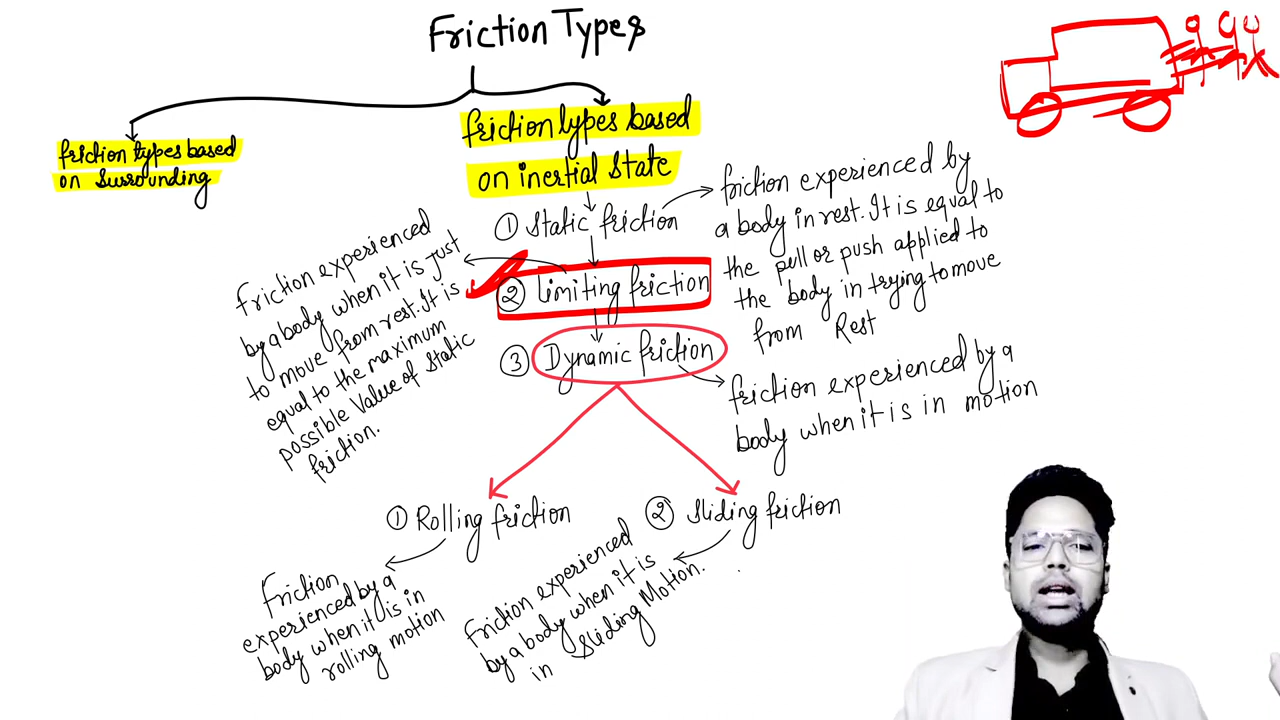 Friction Types
friction types based
on Surrounding
friction types based
on inertial State
① Static friction
friction experienced by
a body in rest. It is equal to
the pull or push applied to
the body in trying to move
from Rest
② Limiting friction
Friction experienced
by a body when it is just
to move from rest. It is
equal to the maximum
possible Value of Static
friction.
③ Dynamic friction
friction experienced by a
body when it is in motion
① Rolling friction
Friction
experienced by a
body when it is in
rolling motion
② Sliding friction
Friction experienced
by a body when it is
in Sliding Motion.